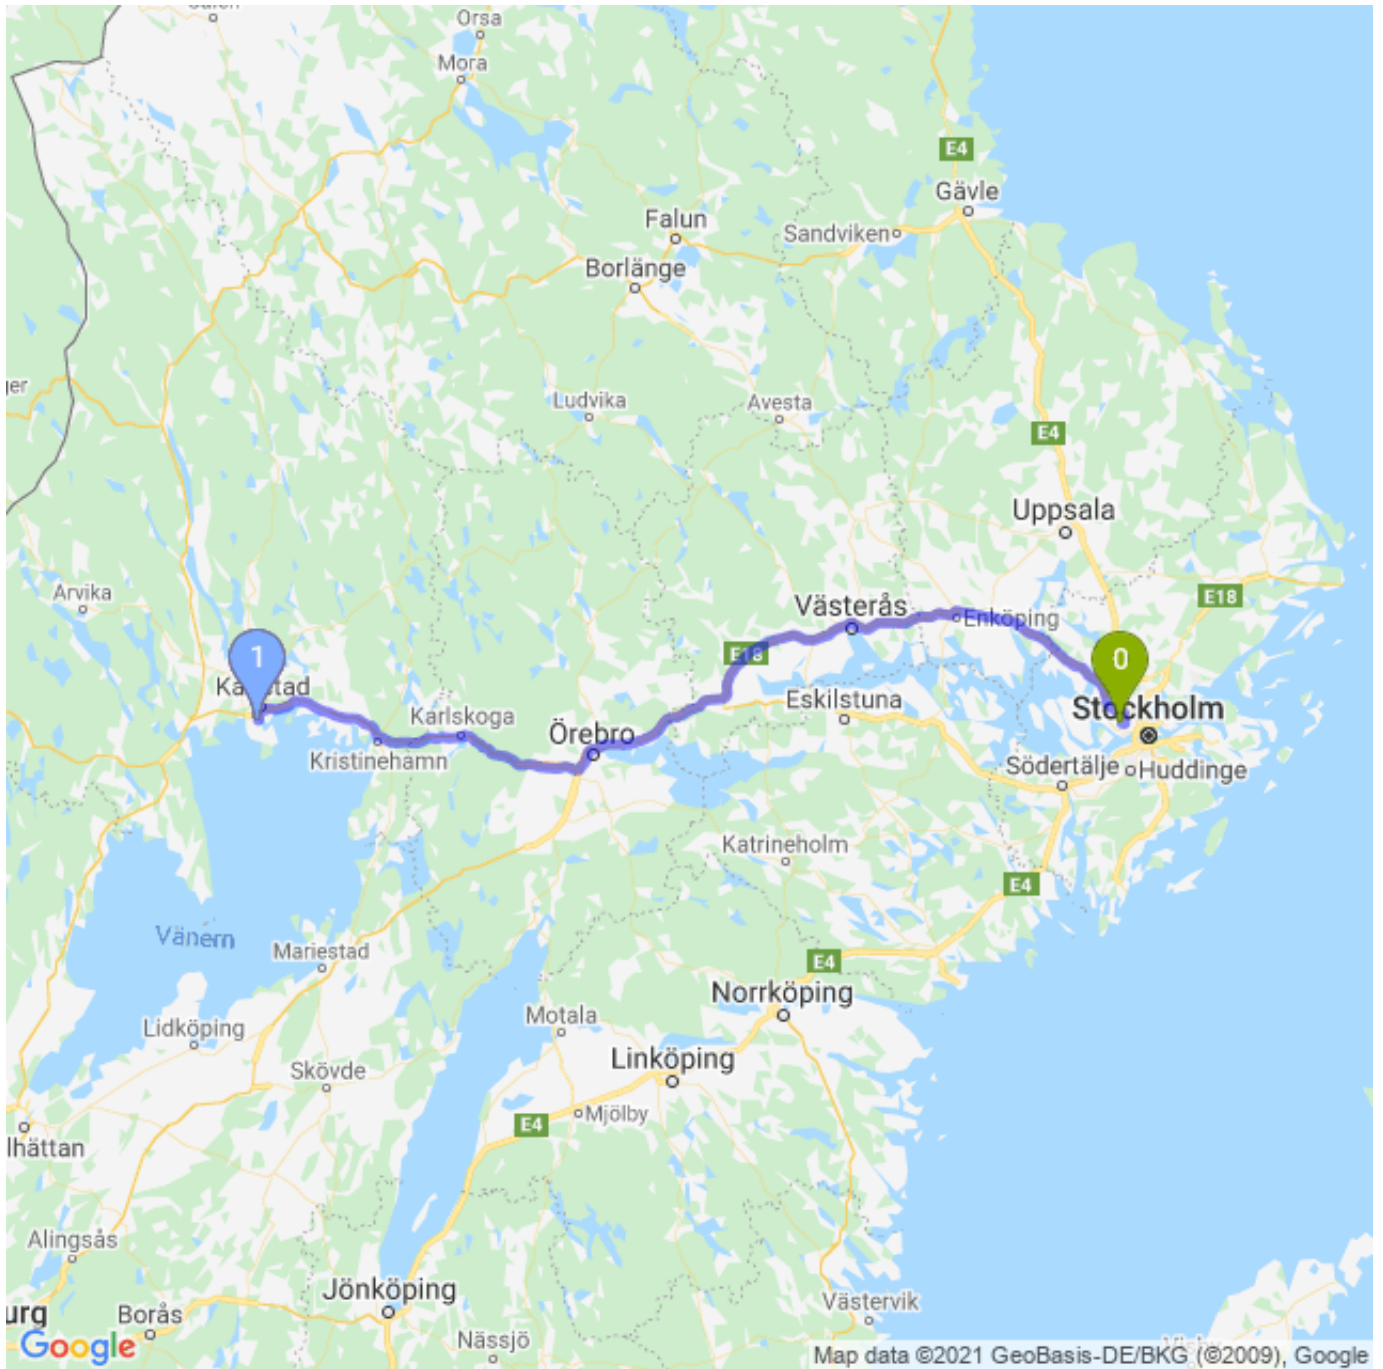 Orsa
Mora
E4
Gävle
Falun
Sandviken
Borlänge
Ludvika
Avesta
E4
Uppsala
Arvika
E18
Västerås
Enköping
E18
1
0
Karlstad
Eskilstuna
Stockholm
Karlskoga
Örebro
Kristinehamn
Södertälje
Huddinge
Katrineholm
E4
Vänern
Mariestad
E4
Norrköping
Motala
Lidköping
Linköping
Skövde
Mjölby
E4
lhättan
Alingsås
Jönköping
Västervik
urg
Borås
Nässjö
Google
Map data ©2021 GeoBasis-DE/BKG (©2009), Google